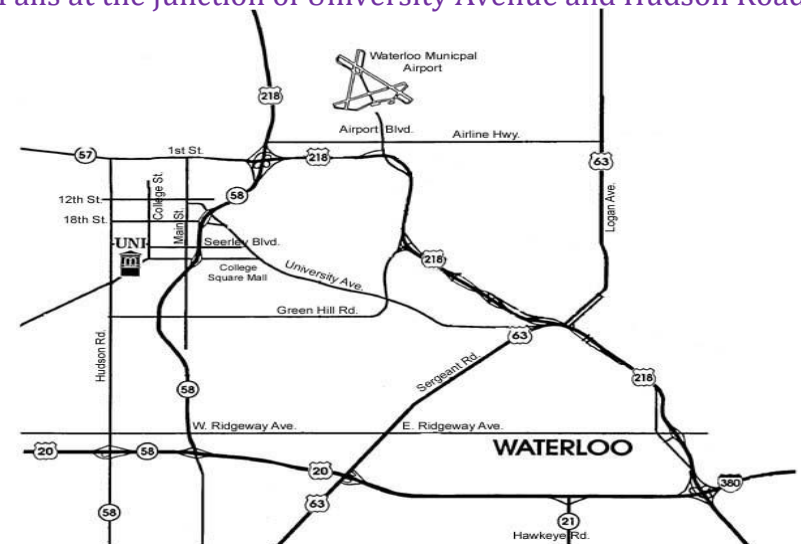 Falls at the junction of University Avenue and Hudson Road
Waterloo Municpal
Airport
218
Airport Blvd.
Airline Hwy.
57
1st St.
218
63
12th St.
College St.
58
Logan Ave.
18th St.
Main St.
UNI
Seerley Blvd.
218
College
Square Mall
University Ave.
Green Hill Rd.
63
Hudson Rd.
Sergeant Rd.
218
58
W. Ridgeway Ave.
E. Ridgeway Ave.
WATERLOO
20
58
20
380
63
58
21
Hawkeye Rd.